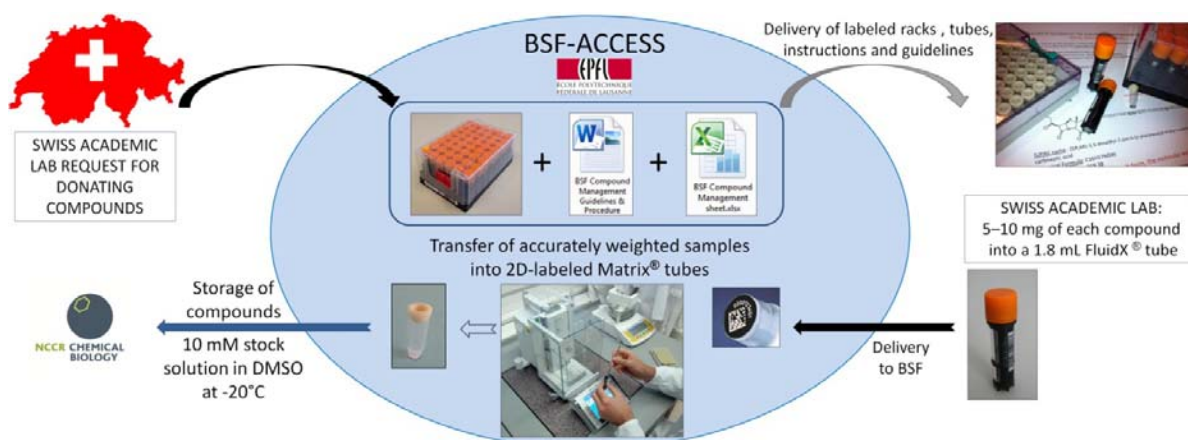 BSF-ACCESS
EPFL
ECOLE POLYTECHNIQUE
FÉDÉRALE DE LAUSANNE
SWISS ACADEMIC
LAB REQUEST FOR
DONATING
COMPOUNDS
+
BSF Compound
Management
Guidelines &
Procedure
+
BSF Compound
Management
sheet.xlsx
Delivery of labeled racks , tubes,
instructions and guidelines
SWISS ACADEMIC LAB:
5–10 mg of each compound
into a 1.8 mL FluidX ® tube
Delivery
to BSF
Transfer of accurately weighted samples
into 2D-labeled Matrix® tubes
Storage of
compounds
10 mM stock
solution in DMSO
at -20°C
NCCR CHEMICAL
BIOLOGY